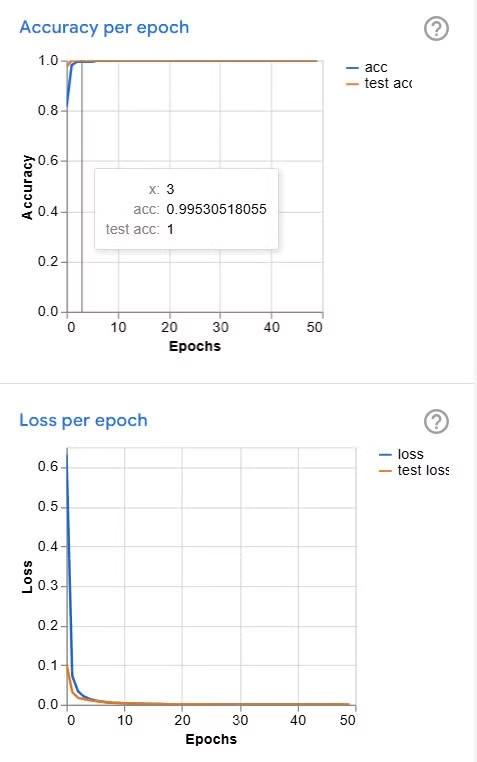 Accuracy per epoch
?
1.0
acc
test acc
0.8
0.6
x: 3
acc: 0.99530518055
0.4
test acc: 1
0.2
0.0
0 10 20 30 40 50
Accuracy
Epochs
Loss per epoch
?
loss
test loss
0.6
0.5
0.4
0.3
0.2
0.1
0.0
0 10 20 30 40 50
Loss
Epochs